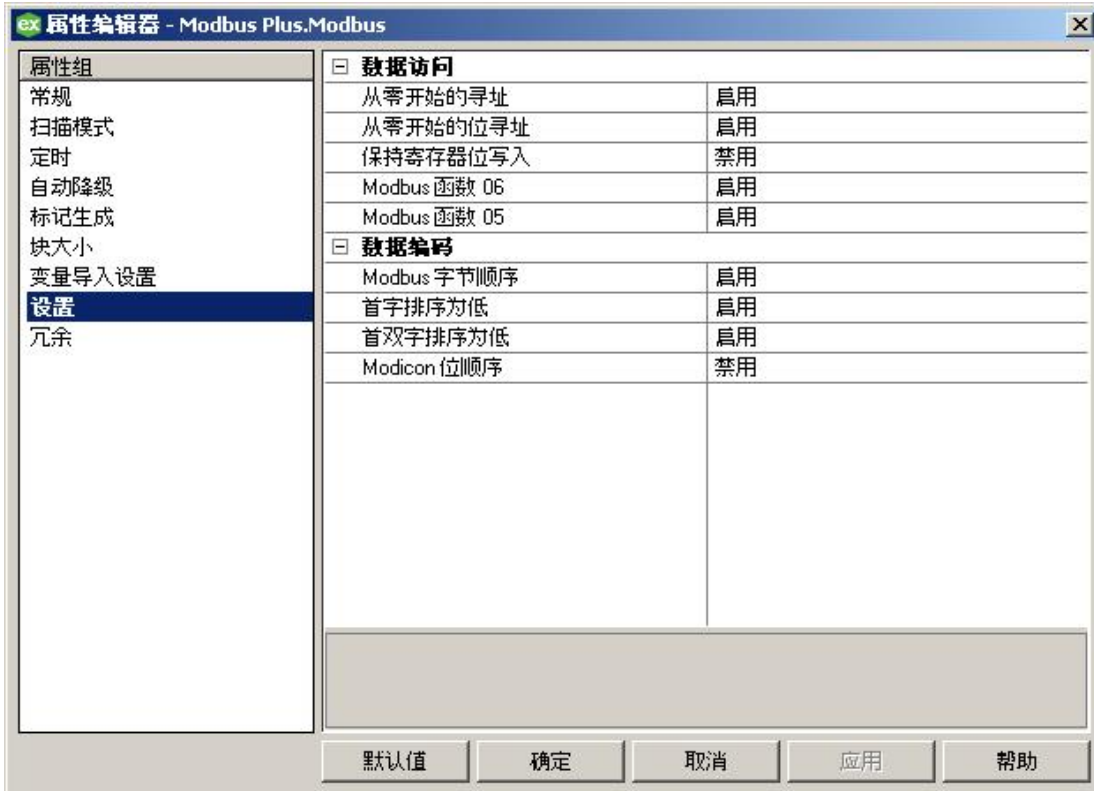 ex 属性编辑器 - Modbus Plus.Modbus
属性组
常规
扫描模式
定时
自动降级
标记生成
块大小
变量导入设置
设置
冗余
数据访问
从零开始的寻址 启用
从零开始的位寻址 启用
保持寄存器位写入 禁用
Modbus 函数 06 启用
Modbus 函数 05 启用
数据编码
Modbus 字节顺序 启用
首字排序为低 启用
首双字排序为低 启用
Modicon 位顺序 禁用
默认值 确定 取消 应用 帮助